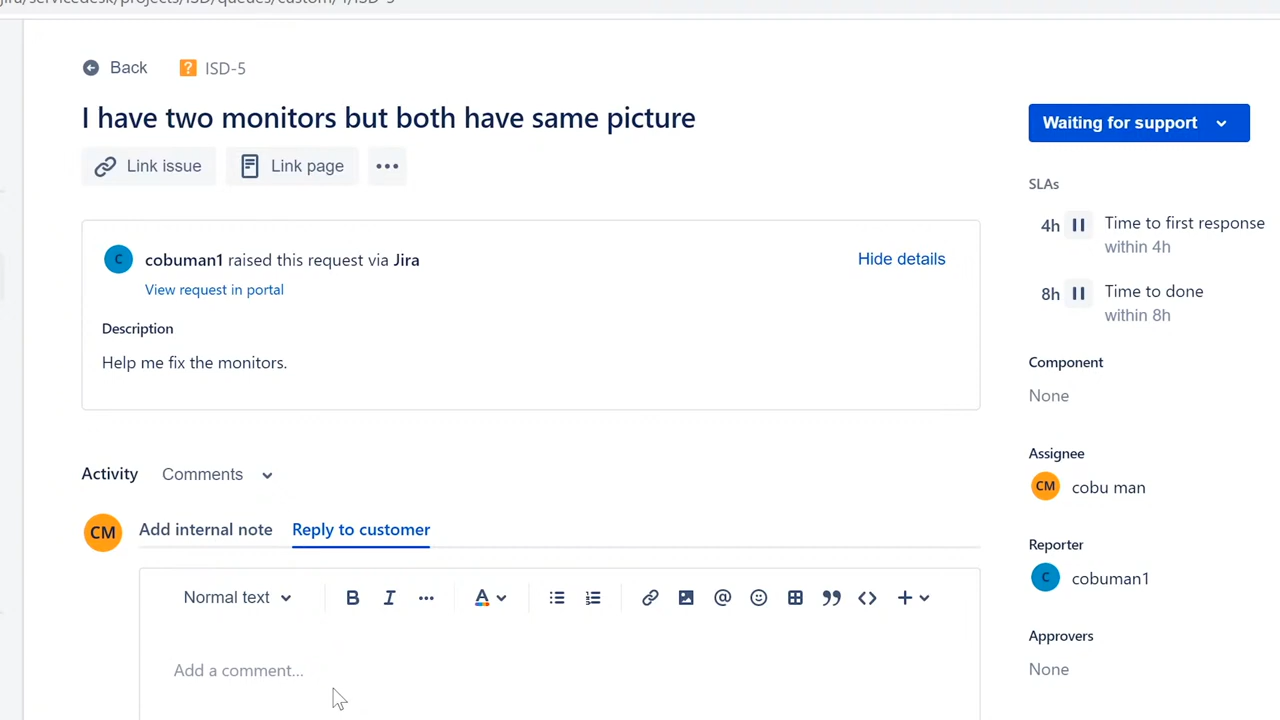 Back
ISD-5
I have two monitors but both have same picture
Link issue
Link page
Waiting for support
SLAs
4h
Time to first response
within 4h
8h
Time to done
within 8h
C
cobuman1 raised this request via Jira
Hide details
View request in portal
Description
Help me fix the monitors.
Component
None
Assignee
CM
cobu man
Reporter
C
cobuman1
Approvers
None
Activity
Comments
CM
Add internal note
Reply to customer
Normal text
Add a comment...